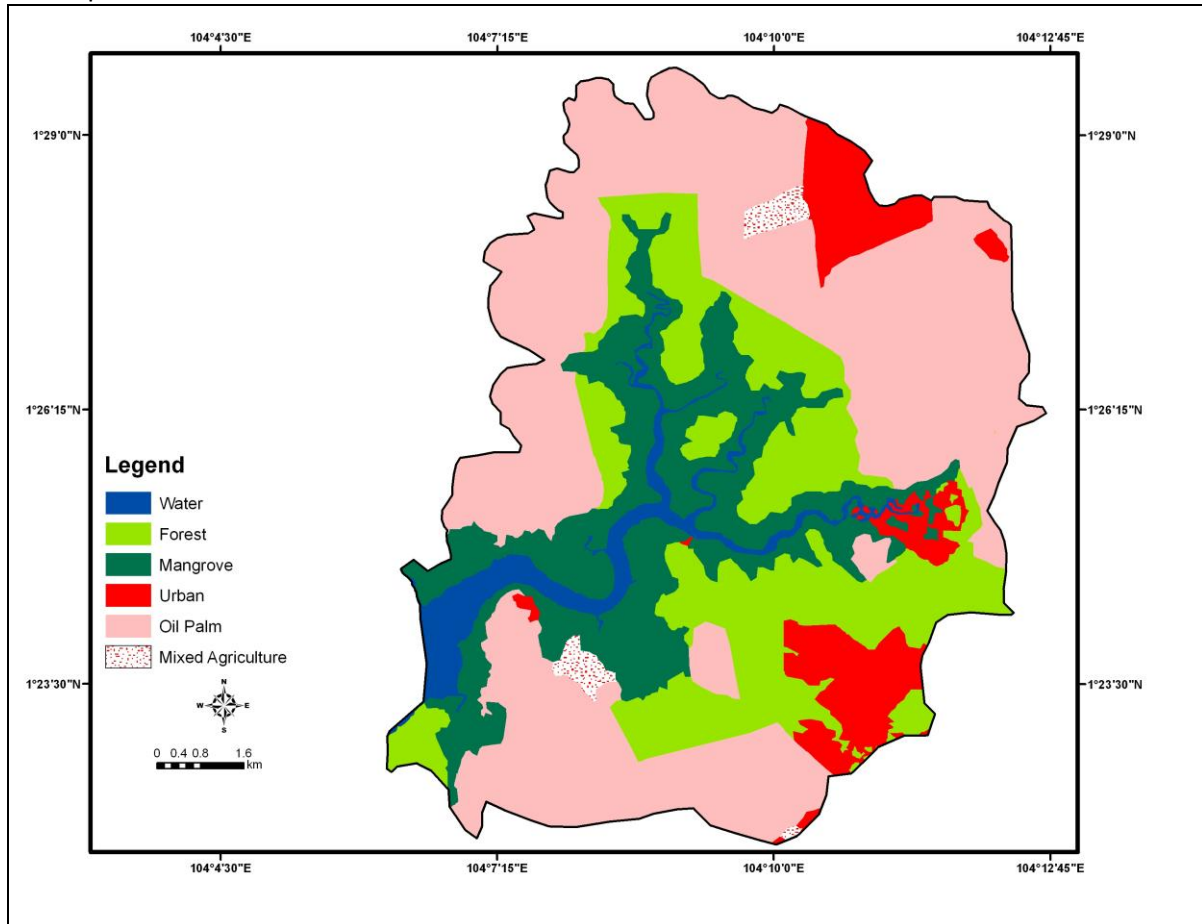 104°4'30"E 104°7'15"E 104°10'0"E 104°12'45"E
1°29'0"N 1°29'0"N
1°26'15"N 1°26'15"N
Legend
Water
Forest
Mangrove
Urban
Oil Palm
Mixed Agriculture
1°23'30"N 1°23'30"N
N
W E
S
0 0.4 0.8 1.6
km
104°4'30"E 104°7'15"E 104°10'0"E 104°12'45"E